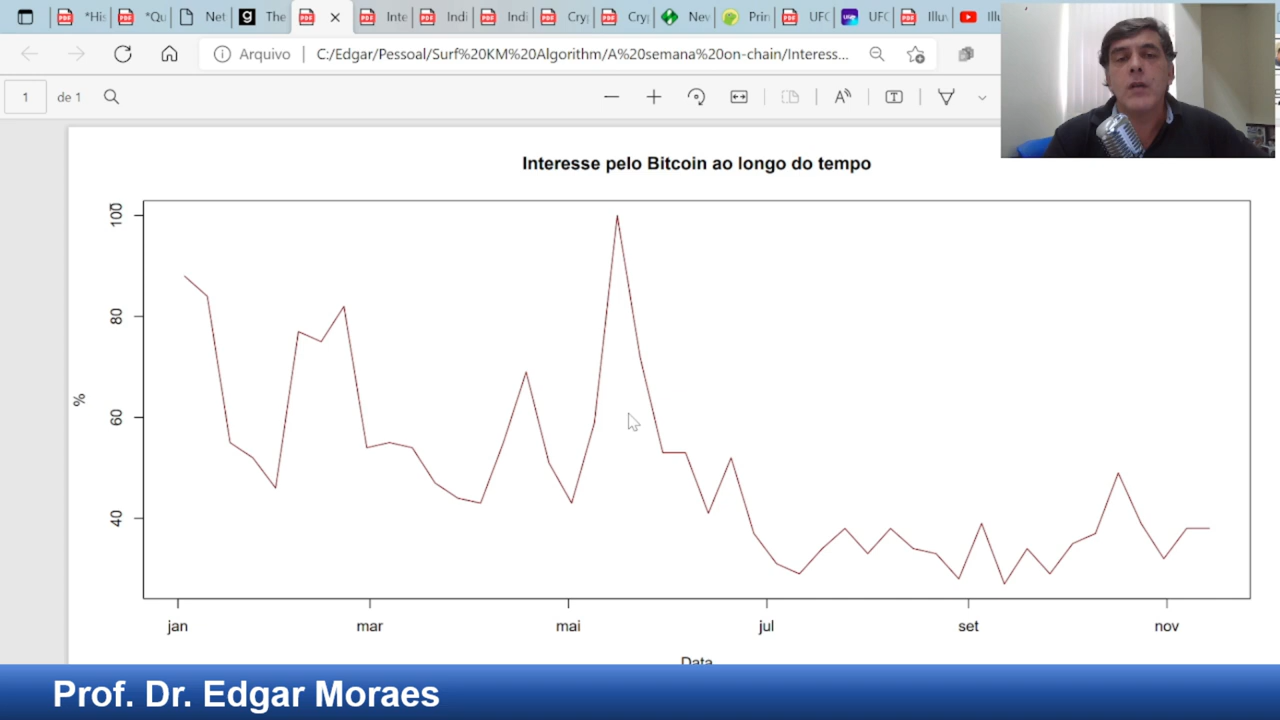 *His
*Qu
Net
The
Inte
Indi
Indi
Cry
Cry
Nev
Prin
UFC
UFC
Illuv
Arquivo
C:/Edgar/Pessoal/Surf%20KM%20Algorithm/A%20semana%20on-chain/Interess...
1 de 1
Interesse pelo Bitcoin ao longo do tempo
100
80
60
40
%
jan mar mai jul set nov
Data
Prof. Dr. Edgar Moraes